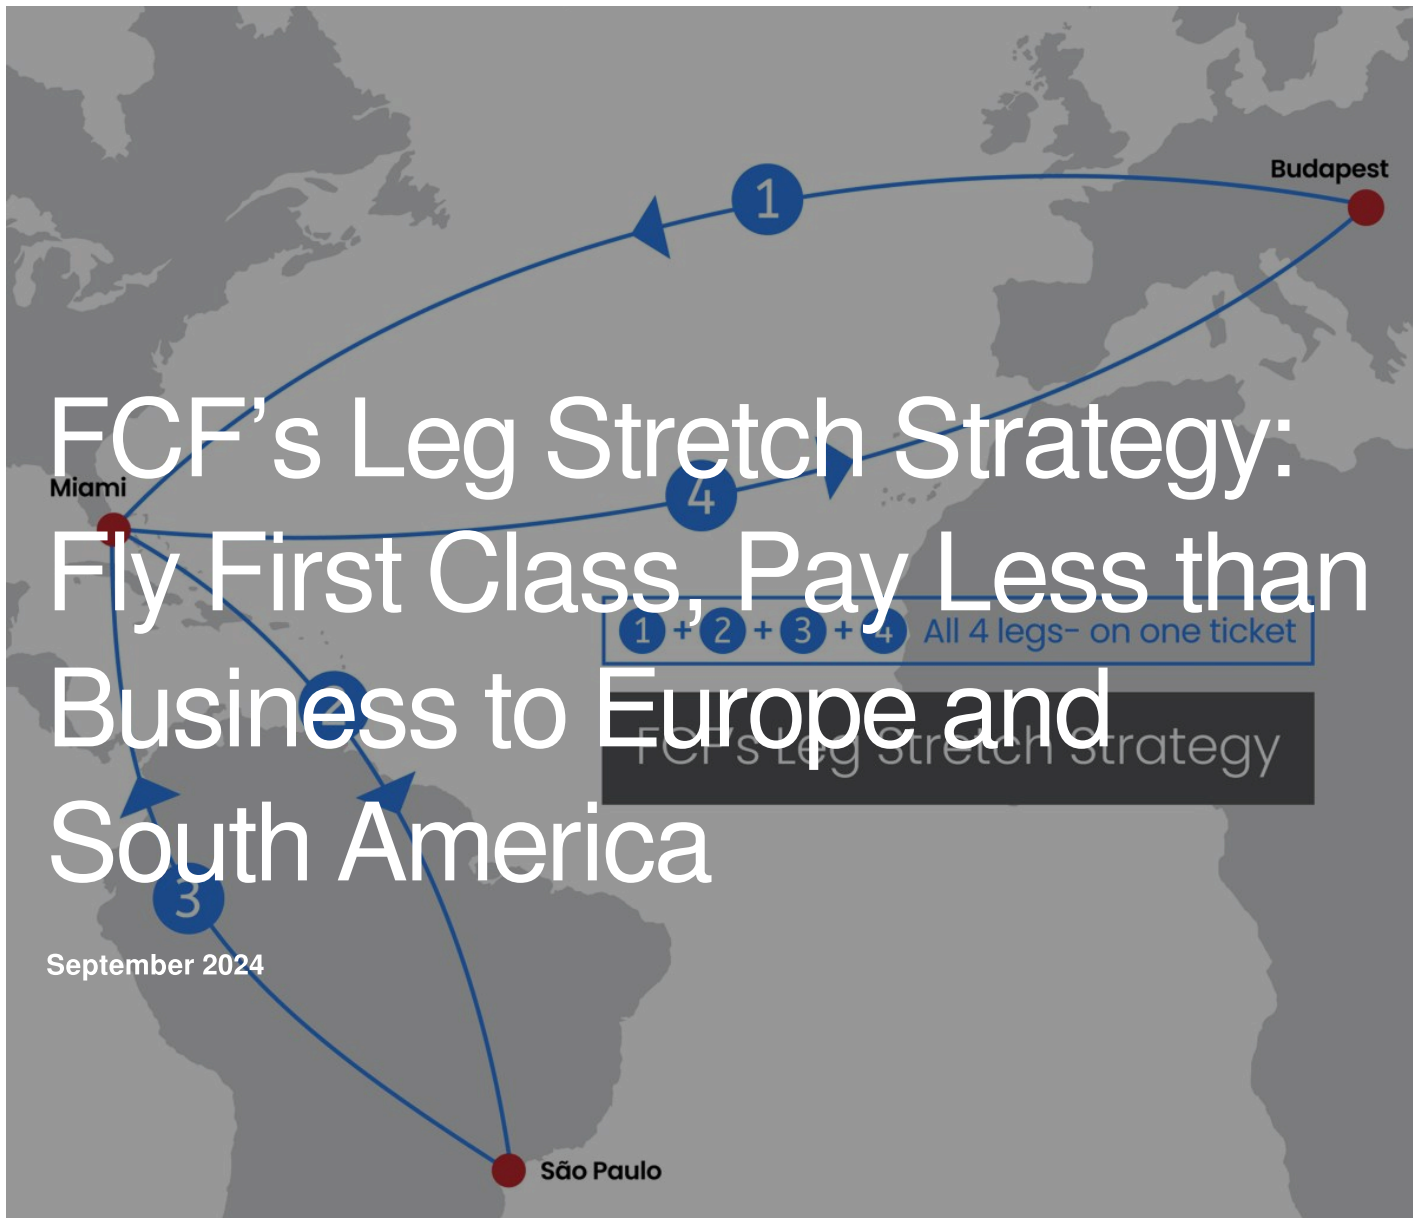 Budapest
1
FCF’s Leg Stretch Strategy:
Miami
4
Fly First Class, Pay Less than
1 + 2 + 3 + 4 All 4 legs- on one ticket
Business to Europe and
2
FCF's Leg Stretch Strategy
South America
3
September 2024
São Paulo